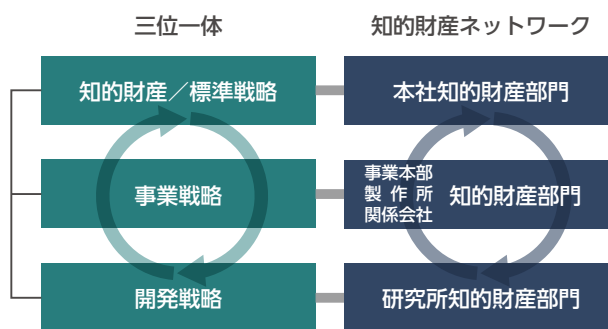 三位一体
知的財産ネットワーク
知的財産／標準戦略
本社知的財産部門
事業戦略
事業本部
製作所
関係会社
知的財産部門
開発戦略
研究所知的財産部門